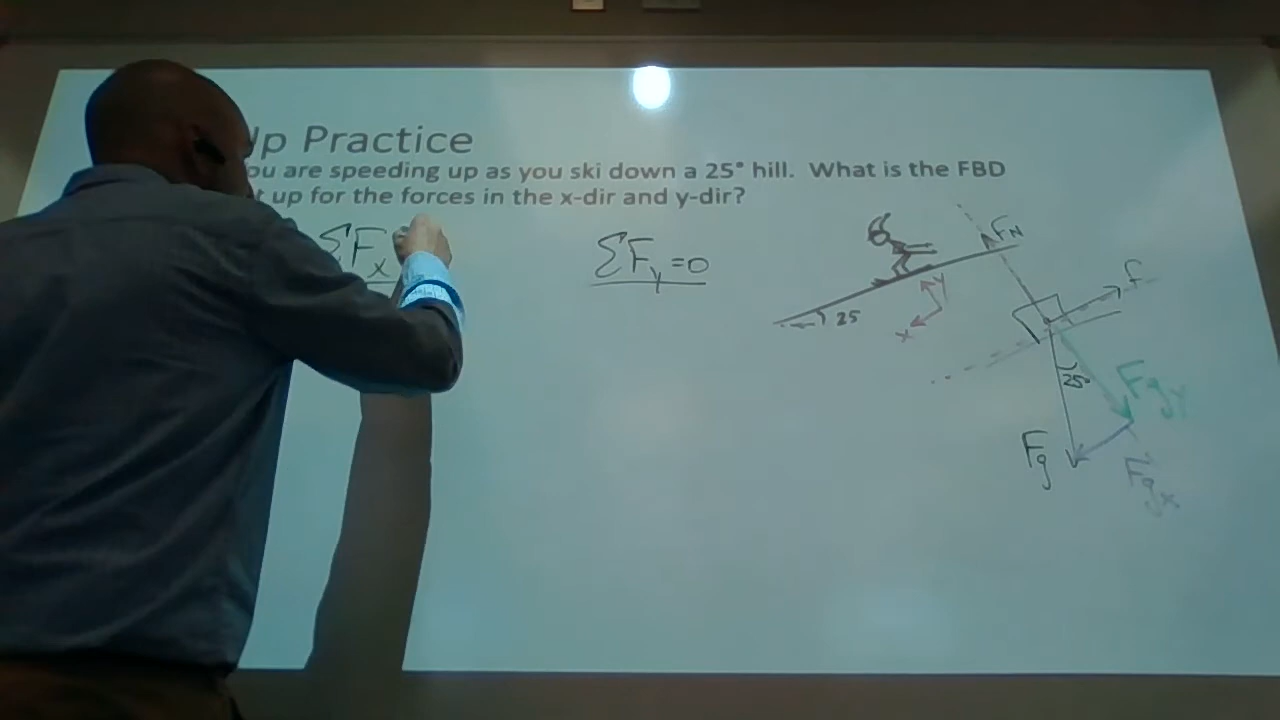 Up Practice
ou are speeding up as you ski down a 25° hill. What is the FBD
t up for the forces in the x-dir and y-dir?
ΣFx
ΣFy=0
25
y
x
FN
f
25°
Fgy
Fg
Fgx